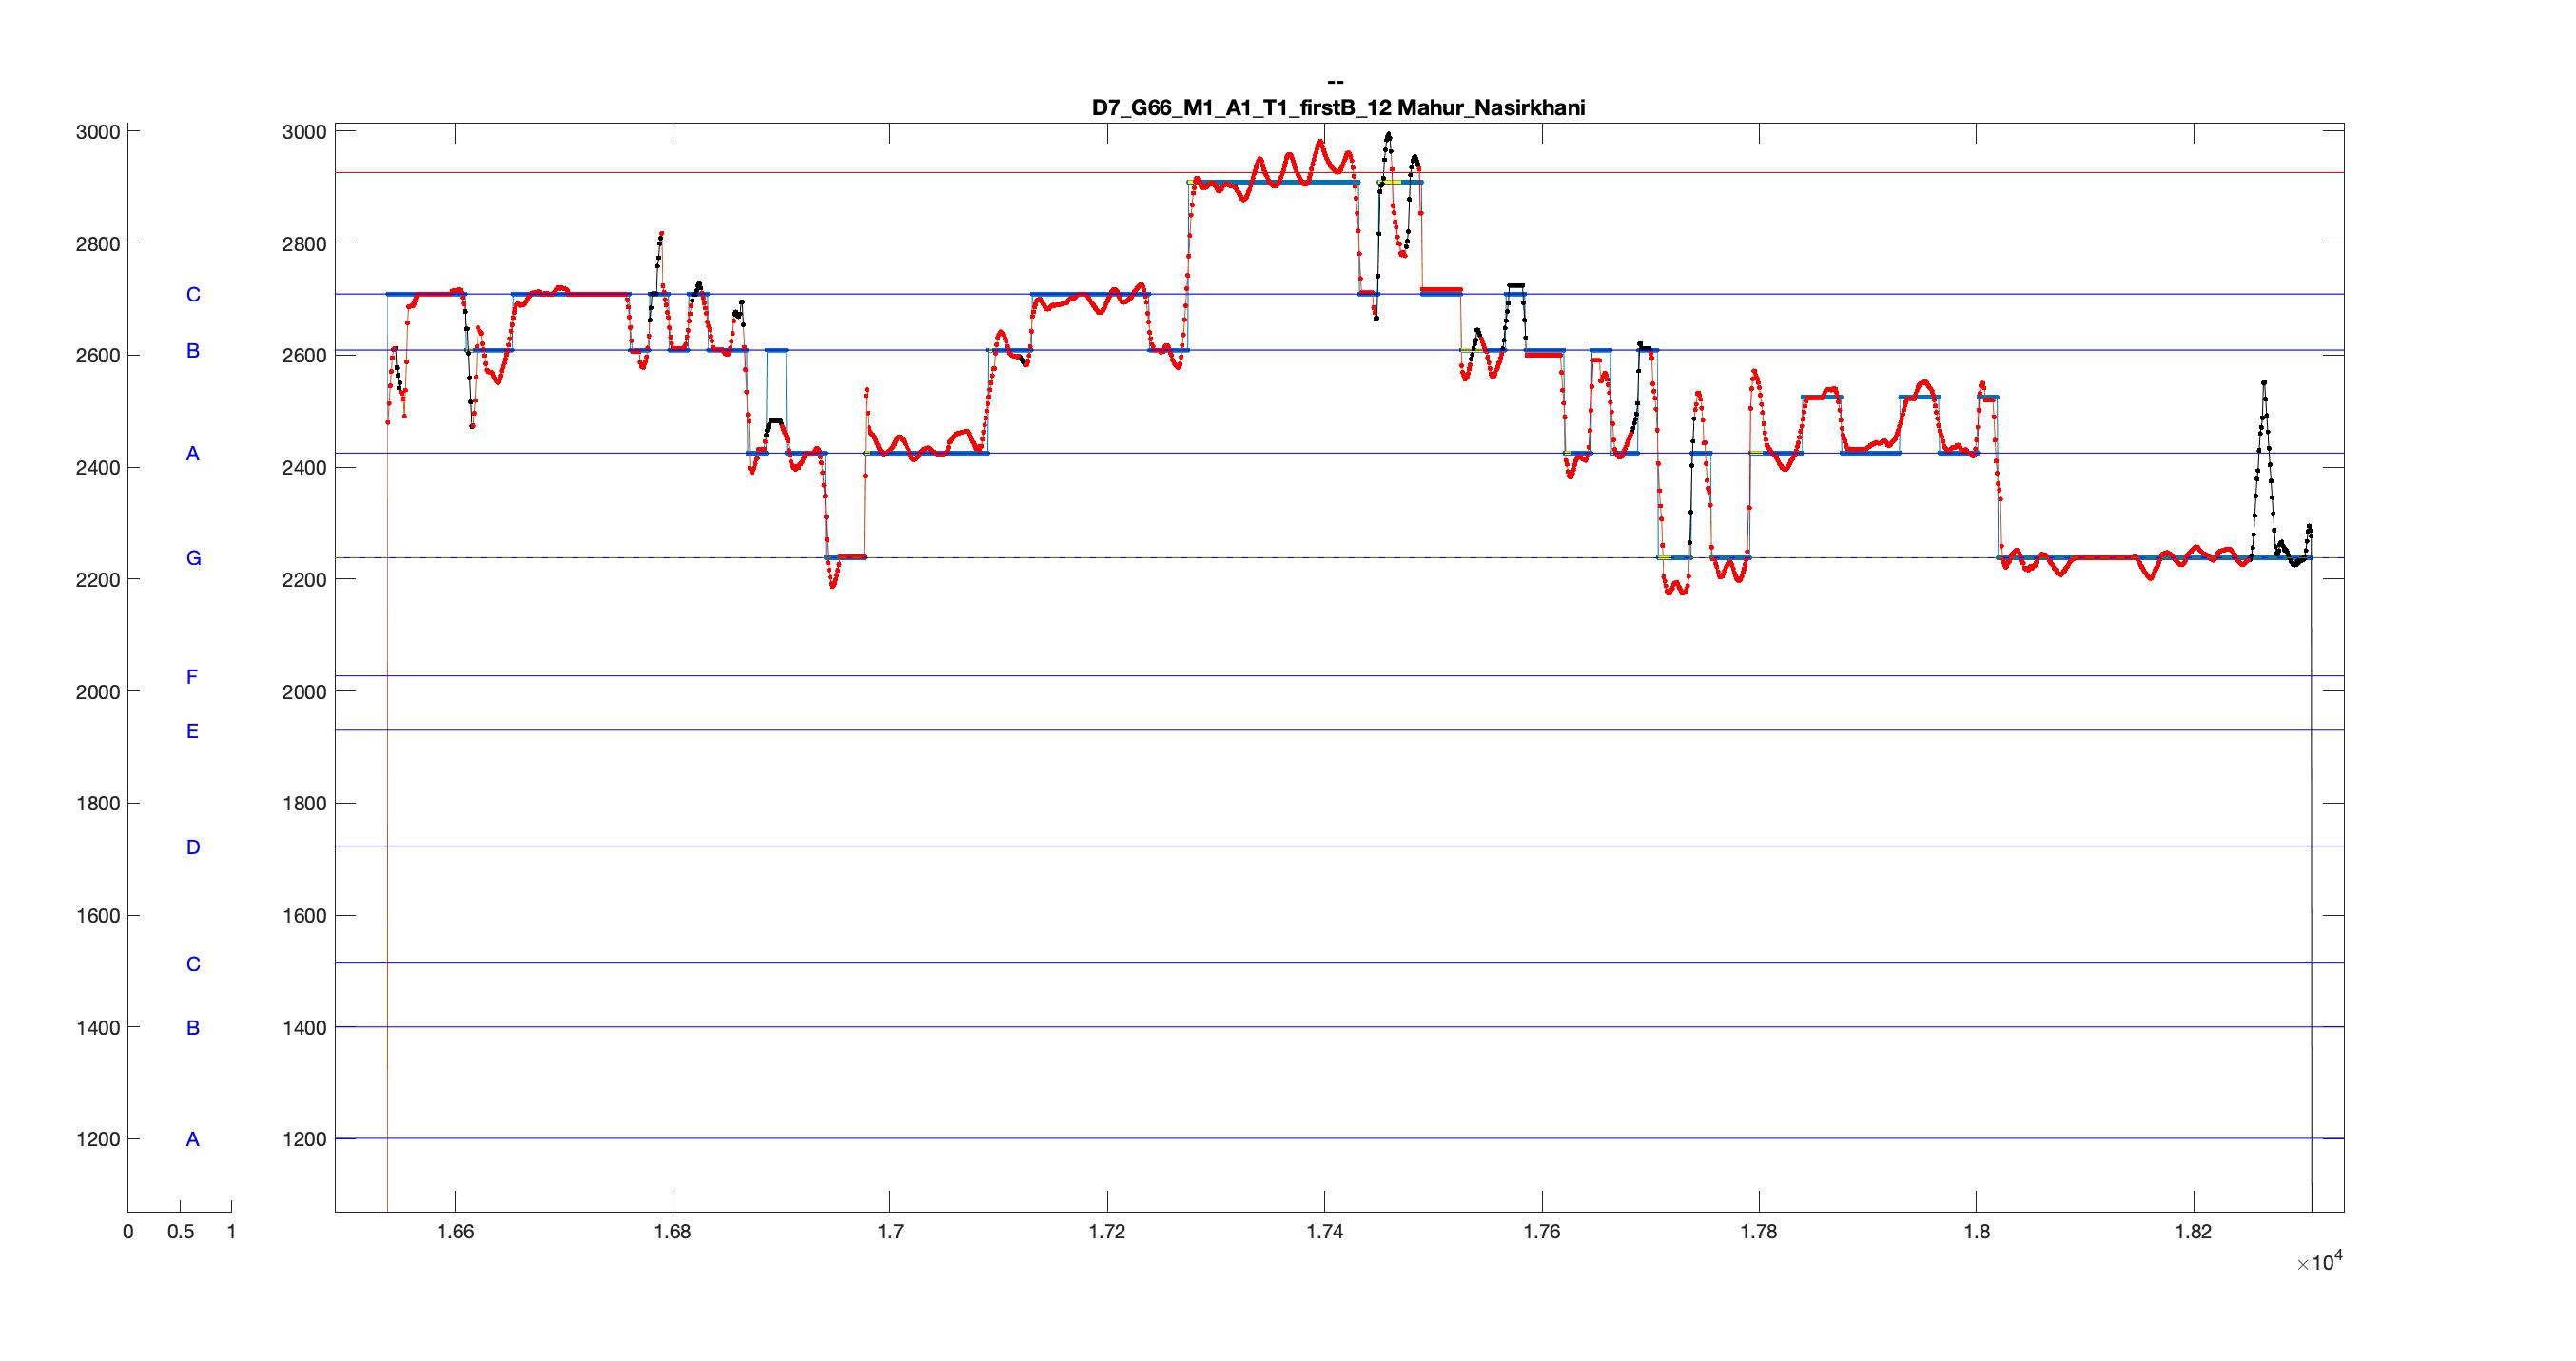 --
D7_G66_M1_A1_T1_firstB_12 Mahur_Nasirkhani
3000 3000
2800 2800
C
B 2600 2600
A
2400 2400
G
2200 2200
F
2000 2000
E
1800 1800
D
1600 1600
C
1400 B 1400
1200 A 1200
0 0.5 1 1.66 1.68 1.7 1.72 1.74 1.76 1.78 1.8 1.82
×10^4